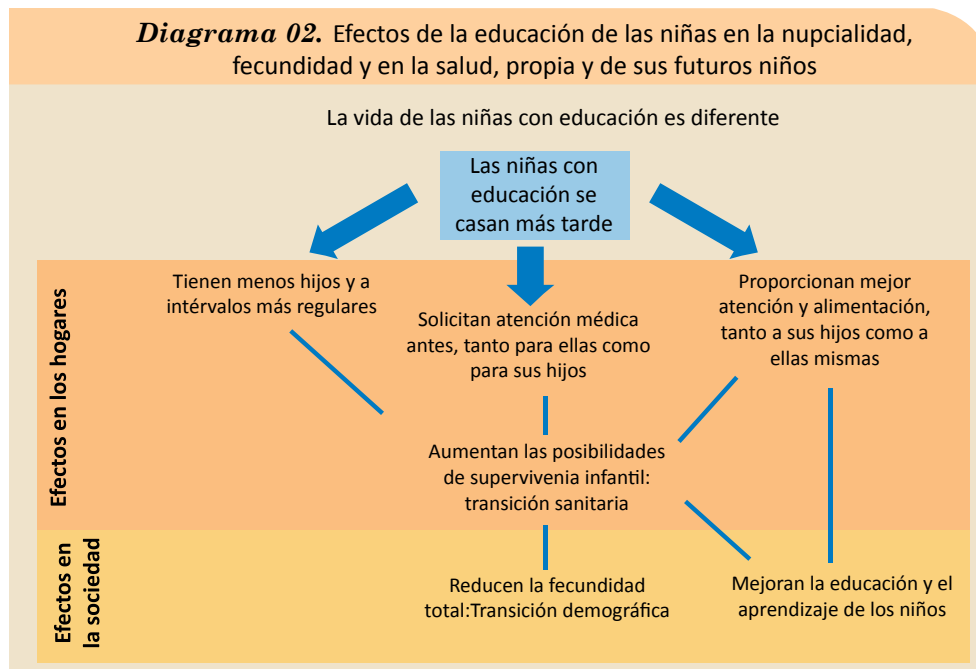 Diagrama 02. Efectos de la educación de las niñas en la nupcialidad,
fecundidad y en la salud, propia y de sus futuros niños
La vida de las niñas con educación es diferente
Las niñas con
educación se
casan más tarde
Efectos en los hogares
Tienen menos hijos y a
intérvalos más regulares
Solicitan atención médica
antes, tanto para ellas como
para sus hijos
Proporcionan mejor
atención y alimentación,
tanto a sus hijos como a
ellas mismas
Aumentan las posibilidades
de supervivenia infantil:
transición sanitaria
Efectos en
la sociedad
Reducen la fecundidad
total:Transición demográfica
Mejoran la educación y el
aprendizaje de los niños